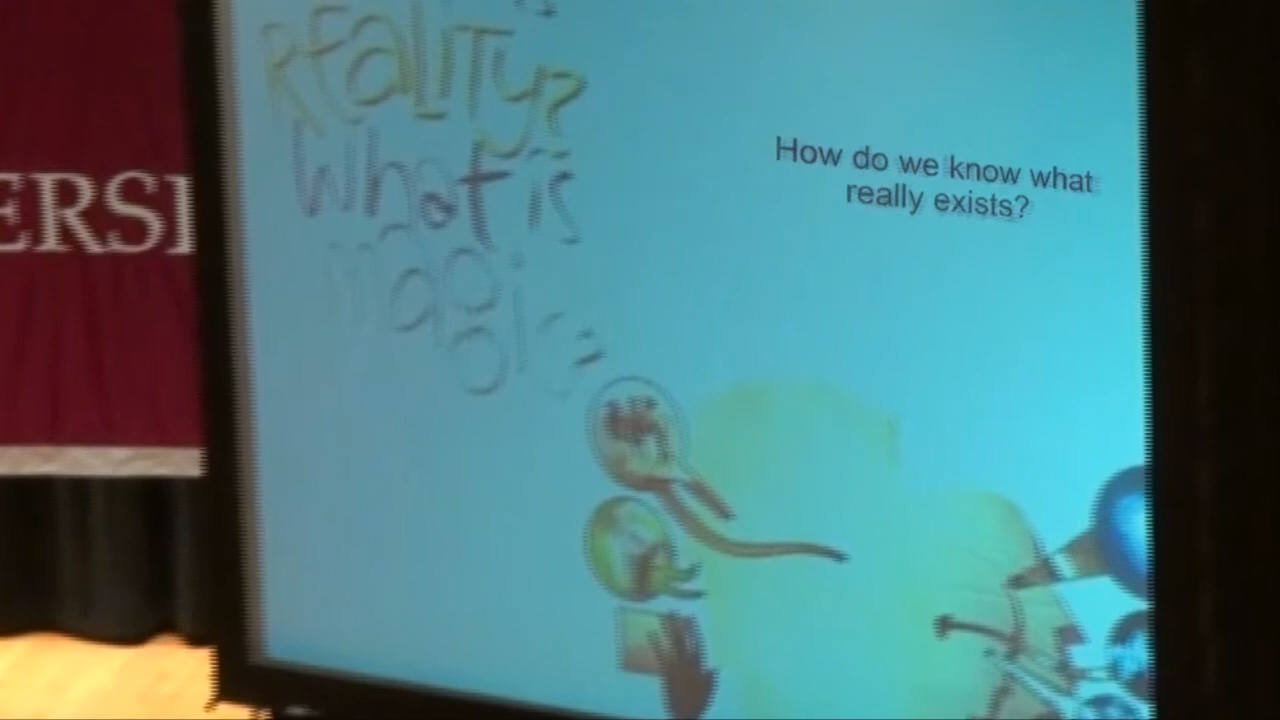 ERSI
REALITY?
What is
magic
How do we know what
really exists?